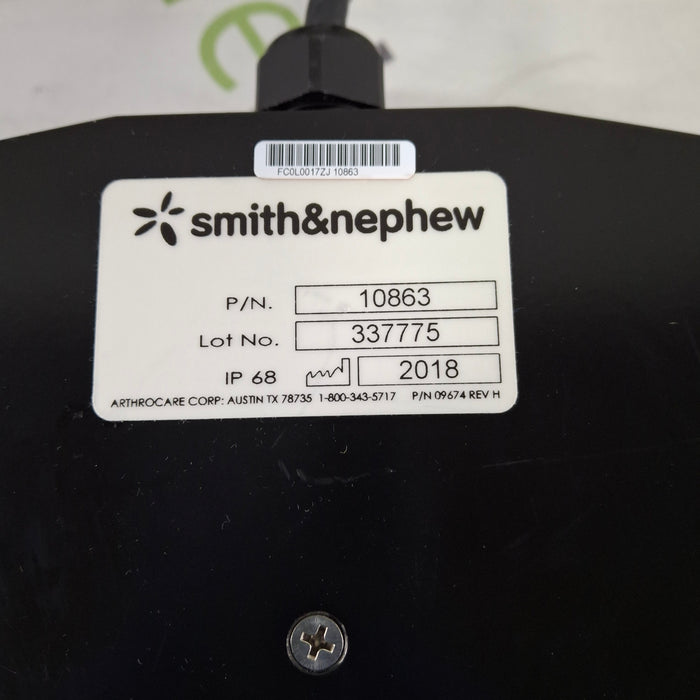 e
FC0L0017ZJ 10863
smith&nephew
P/N. 10863
Lot No. 337775
IP 68 2018
ARTHROCARE CORP: AUSTIN TX 78735 1-800-343-5717 P/N 09674 REV H